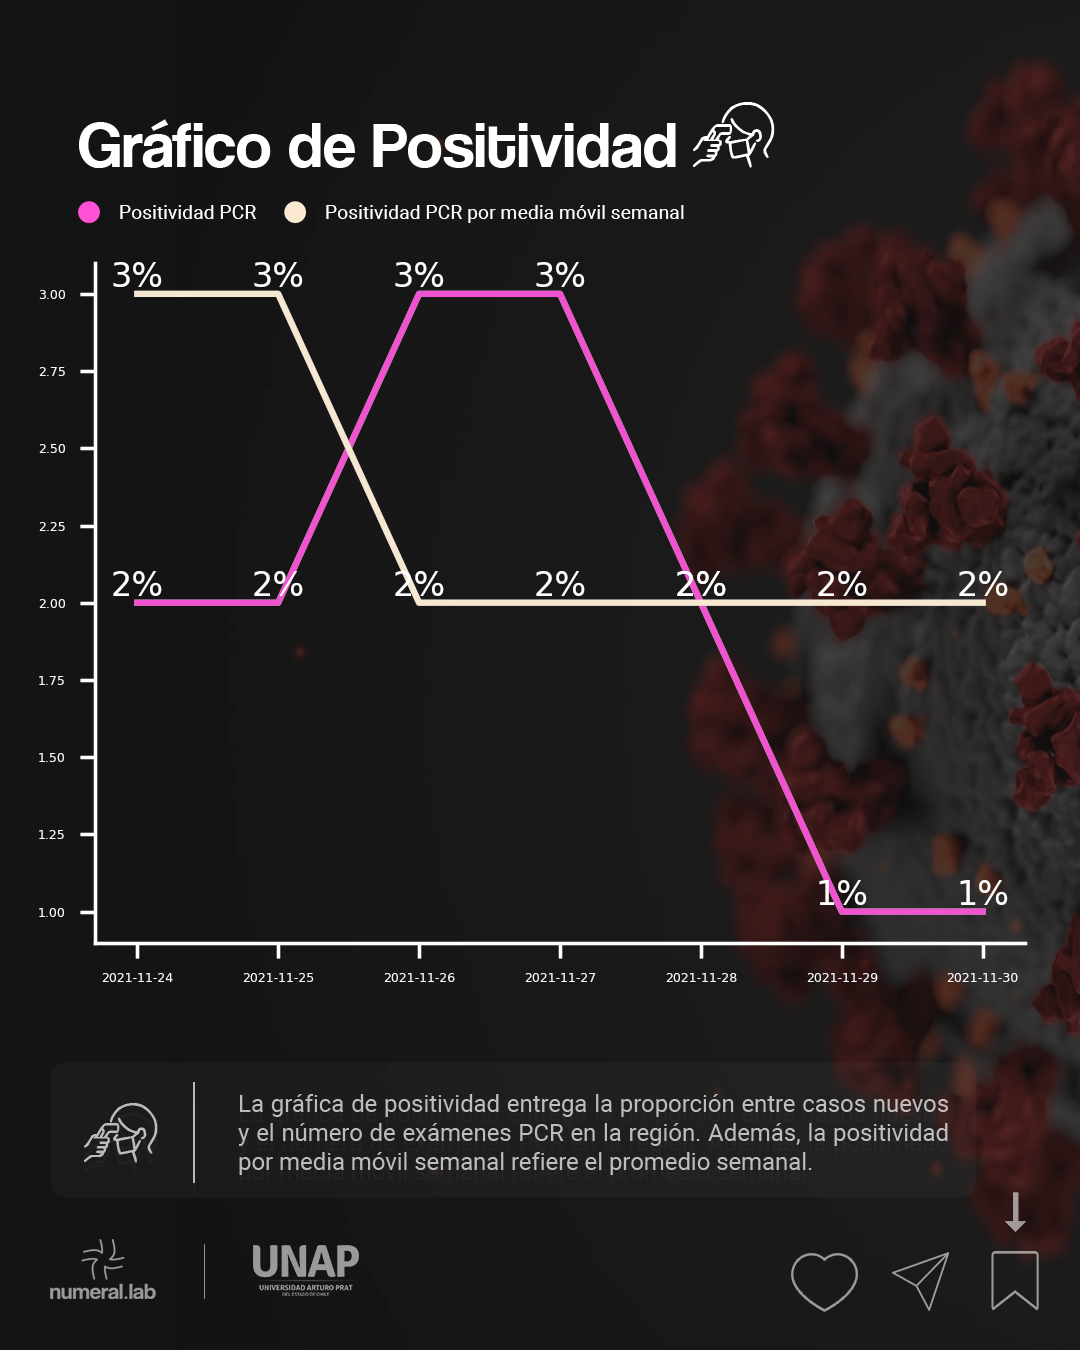 Gráfico de Positividad
Positividad PCR
Positividad PCR por media móvil semanal
3% 3% 3% 3%
3.00
2.75
2.50
2.25
2% 2% 2% 2% 2% 2% 2%
2.00
1.75
1.50
1.25
1% 1%
1.00
2021-11-24 2021-11-25 2021-11-26 2021-11-27 2021-11-28 2021-11-29 2021-11-30
La gráfica de positividad entrega la proporción entre casos nuevos
y el número de exámenes PCR en la región. Además, la positividad
por media móvil semanal refiere el promedio semanal.
numeral.lab
UNAP
UNIVERSIDAD ARTURO PRAT
DEL ESTADO DE CHILE